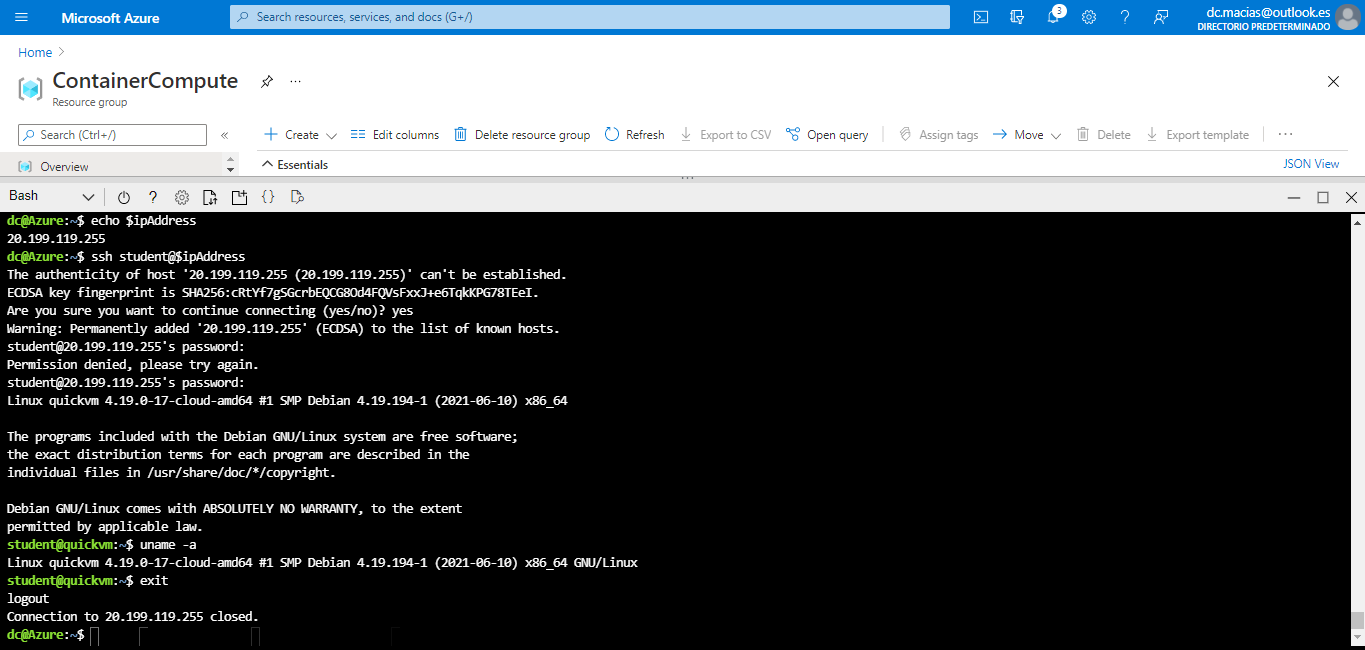 Microsoft Azure
Search resources, services, and docs (G+/)
3
dc.macias@outlook.es
DIRECTORIO PREDETERMINADO
Home
ContainerCompute
Resource group
Search (Ctrl+/)
Create
Edit columns
Delete resource group
Refresh
Export to CSV
Open query
Assign tags
Move
Delete
Export template
Overview
Essentials
JSON View
Bash
dc@Azure:~$ echo $ipAddress
20.199.119.255
dc@Azure:~$ ssh student@$ipAddress
The authenticity of host '20.199.119.255 (20.199.119.255)' can't be established.
ECDSA key fingerprint is SHA256:cRtYf7gSGcrbEQCG8Od4FQVsFxxJ+e6TqkKPG78TEeI.
Are you sure you want to continue connecting (yes/no)? yes
Warning: Permanently added '20.199.119.255' (ECDSA) to the list of known hosts.
student@20.199.119.255's password:
Permission denied, please try again.
student@20.199.119.255's password:
Linux quickvm 4.19.0-17-cloud-amd64 #1 SMP Debian 4.19.194-1 (2021-06-10) x86_64
The programs included with the Debian GNU/Linux system are free software;
the exact distribution terms for each program are described in the
individual files in /usr/share/doc/*/copyright.
Debian GNU/Linux comes with ABSOLUTELY NO WARRANTY, to the extent
permitted by applicable law.
student@quickvm:~$ uname -a
Linux quickvm 4.19.0-17-cloud-amd64 #1 SMP Debian 4.19.194-1 (2021-06-10) x86_64 GNU/Linux
student@quickvm:~$ exit
logout
Connection to 20.199.119.255 closed.
dc@Azure:~$